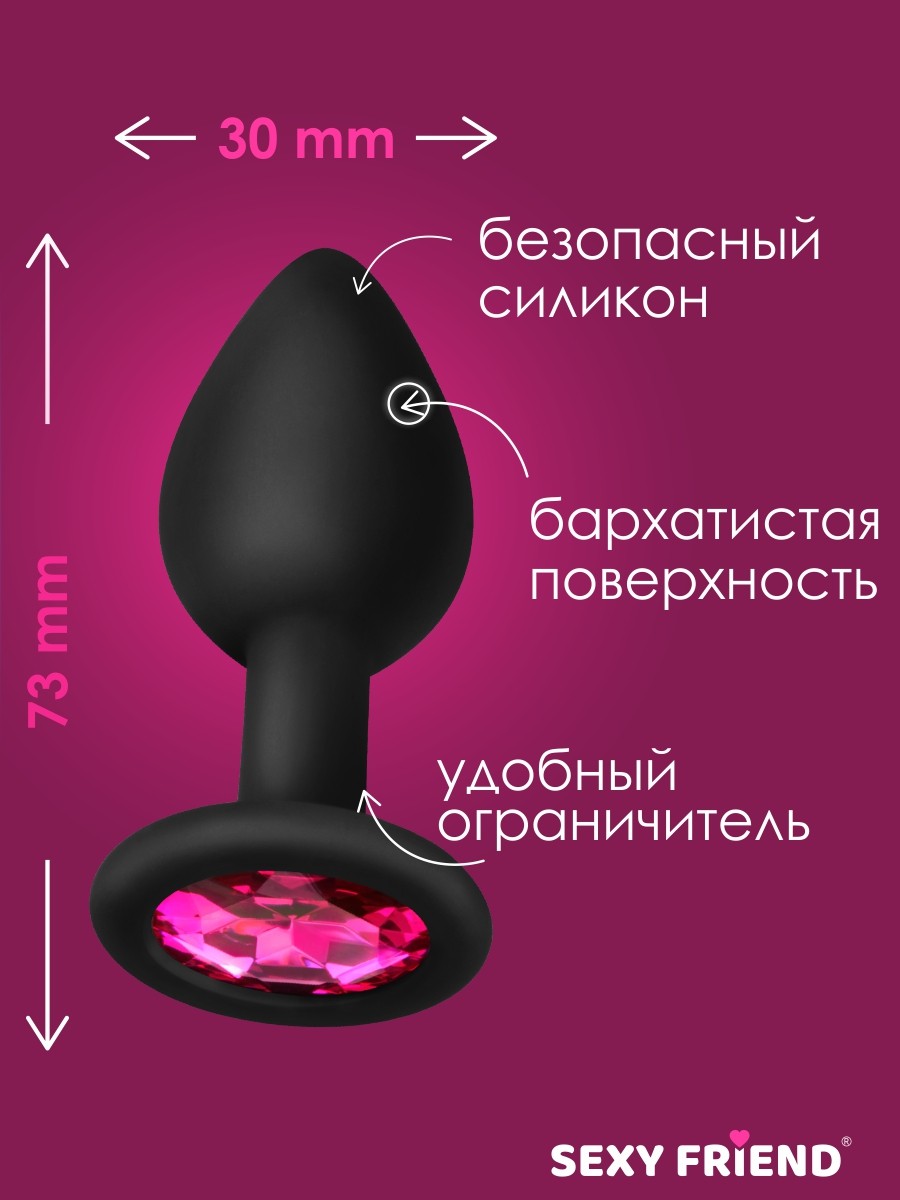 30 mm
безопасный
силикон
бархатистая
поверхность
73 mm
удобный
ограничитель
SEXY FRIEND®